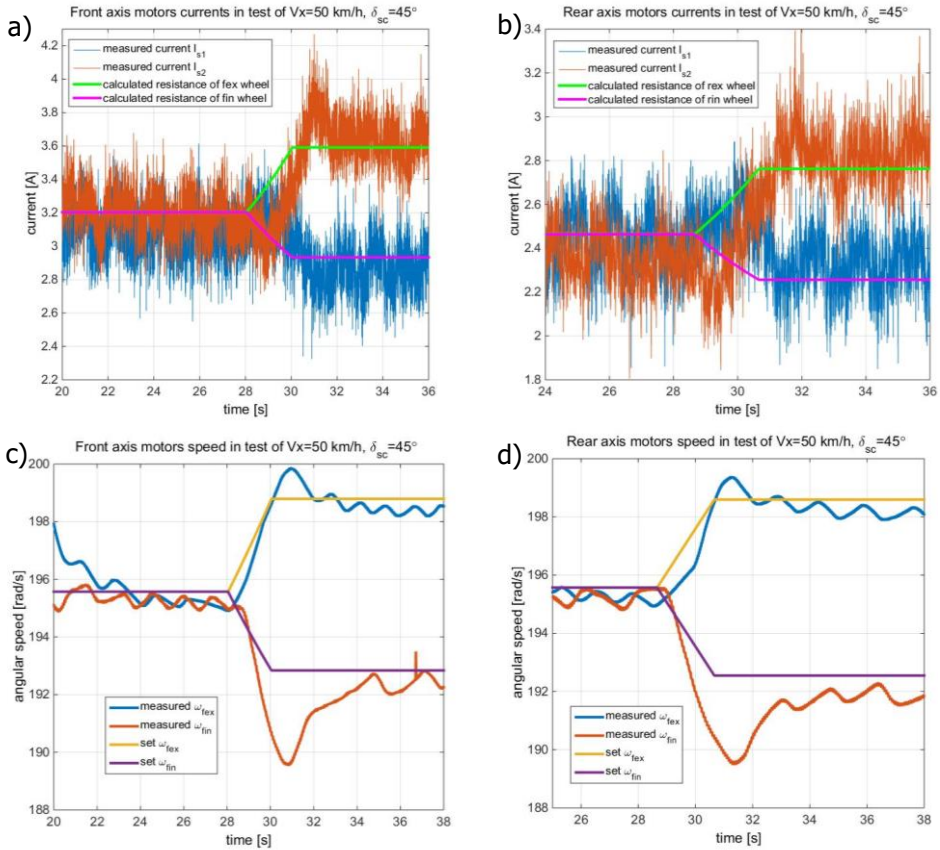 a)
Front axis motors currents in test of Vx=50 km/h, δsc=45°
measured current Is1
measured current Is2
calculated resistance of fex wheel
calculated resistance of fin wheel
current [A]
4.2
4
3.8
3.6
3.4
3.2
3
2.8
2.6
2.4
2.2
20 22 24 26 28 30 32 34 36
time [s]
b)
Rear axis motors currents in test of Vx=50 km/h, δsc=45°
measured current Is1
measured current Is2
calculated resistance of rex wheel
calculated resistance of rin wheel
current [A]
3.4
3.2
3
2.8
2.6
2.4
2.2
2
1.8
24 26 28 30 32 34 36
time [s]
c)
Front axis motors speed in test of Vx=50 km/h, δsc=45°
angular speed [rad/s]
200
198
196
194
192
190
188
measured ωfex
measured ωfin
set ωfex
set ωfin
20 22 24 26 28 30 32 34 36 38
time [s]
d)
Rear axis motors speed in test of Vx=50 km/h, δsc=45°
angular speed [rad/s]
200
198
196
194
192
190
188
measured ωfex
measured ωfin
set ωfex
set ωfin
26 28 30 32 34 36 38
time [s]